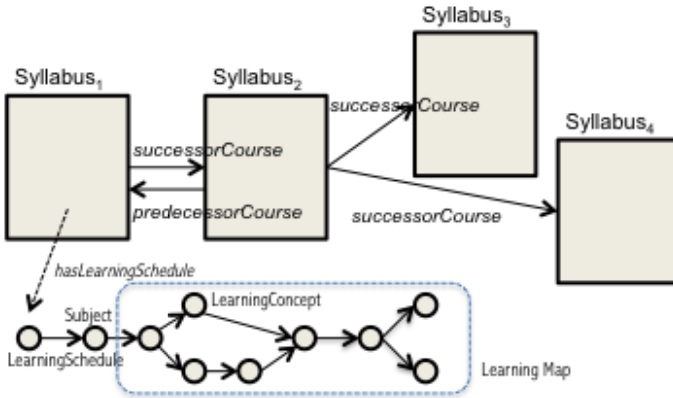 Syllabus3
Syllabus1
Syllabus2
successorCourse
Syllabus4
successorCourse
predecessorCourse
successorCourse
hasLearningSchedule
Subject
LearningConcept
LearningSchedule
Learning Map